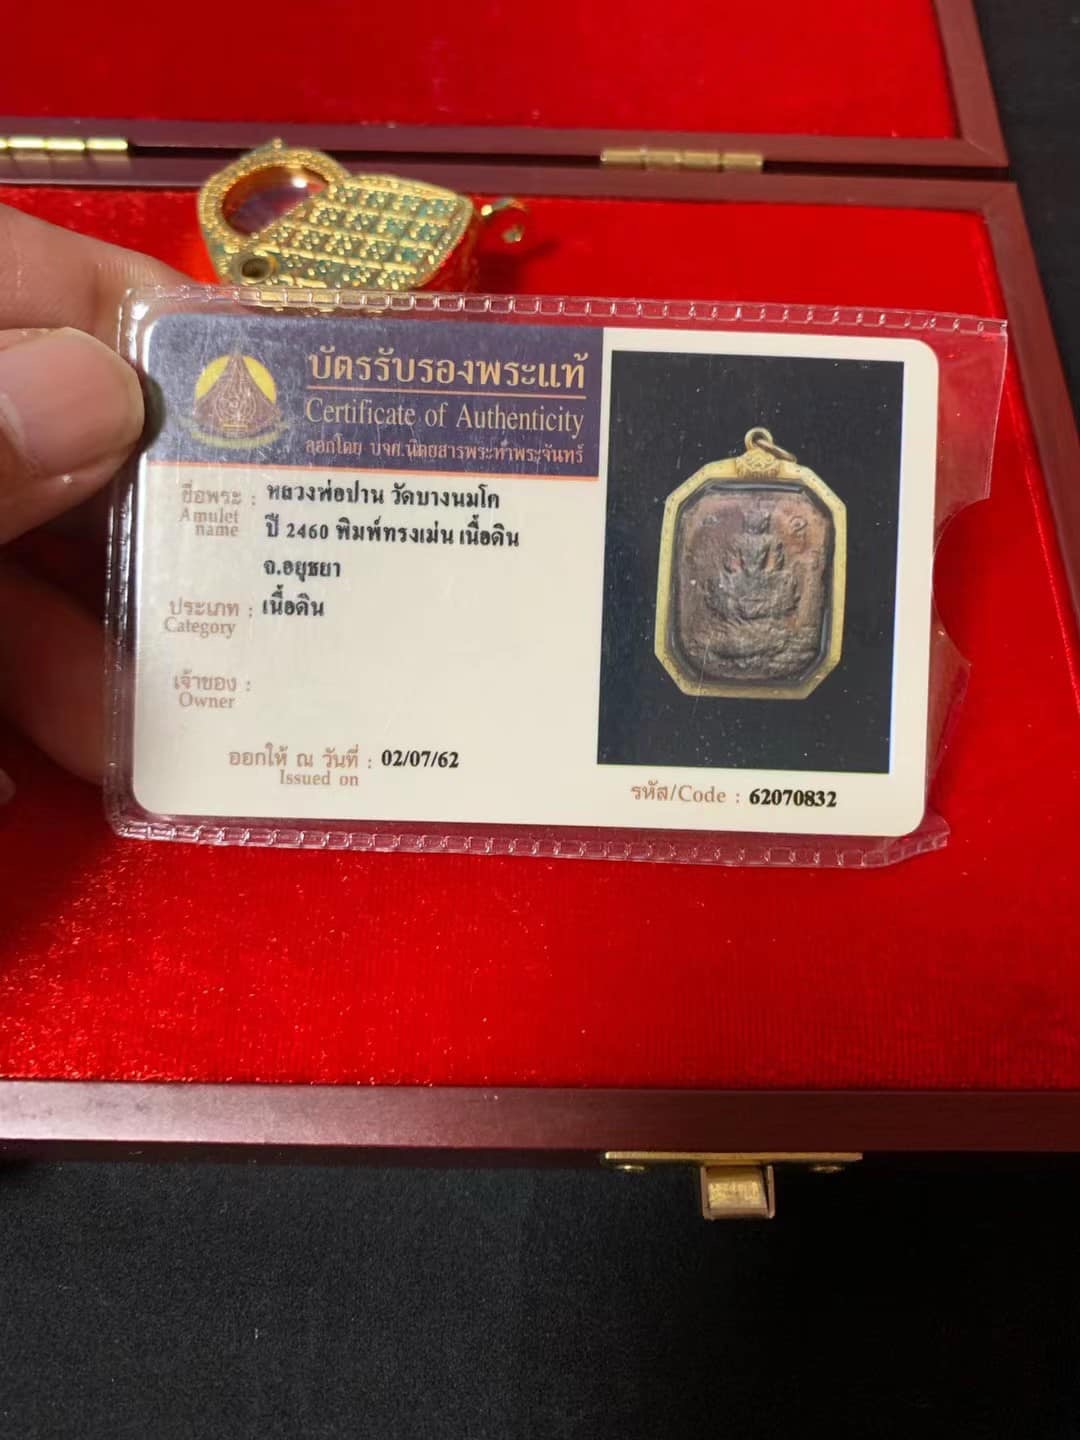 บัตรรับรองพระแท้
Certificate of Authenticity
ออกโดย บจก.นิตยสารพระท่าพระจันทร์
ชื่อพระ : หลวงพ่อปาน วัดบางนมโค
Amulet name
ปี 2460 พิมพ์ทรงเม่น เนื้อดิน
จ.อยุธยา
ประเภท : เนื้อดิน
Category
เจ้าของ :
Owner
ออกให้ ณ วันที่ : 02/07/62
Issued on
รหัส/Code : 62070832